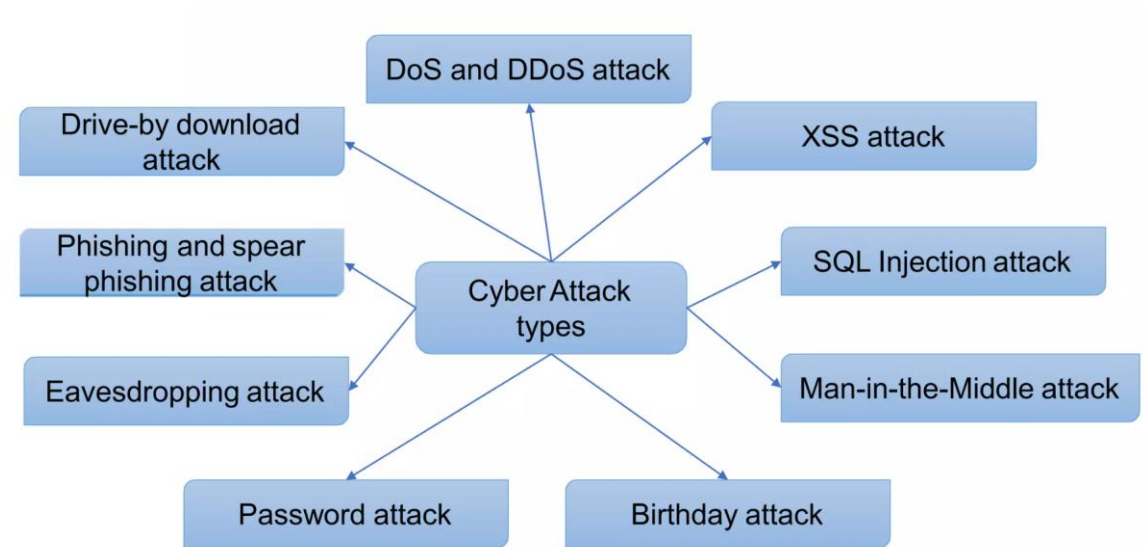 DoS and DDoS attack
Drive-by download
attack
XSS attack
Phishing and spear
phishing attack
SQL Injection attack
Cyber Attack
types
Eavesdropping attack
Man-in-the-Middle attack
Password attack
Birthday attack